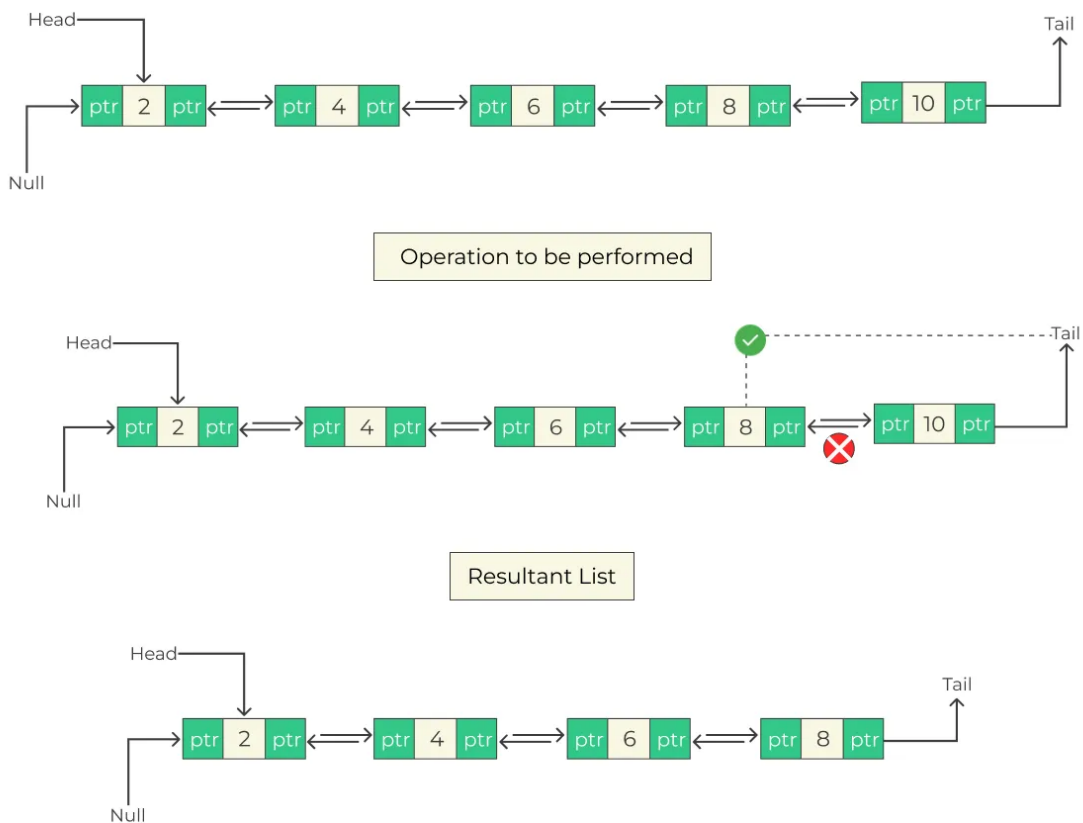 Head
Tail
ptr 2 ptr ptr 4 ptr ptr 6 ptr ptr 8 ptr ptr 10 ptr
Null
Operation to be performed
Head
Tail
ptr 2 ptr ptr 4 ptr ptr 6 ptr ptr 8 ptr ptr 10 ptr
Null
Resultant List
Head
Tail
ptr 2 ptr ptr 4 ptr ptr 6 ptr ptr 8 ptr
Null